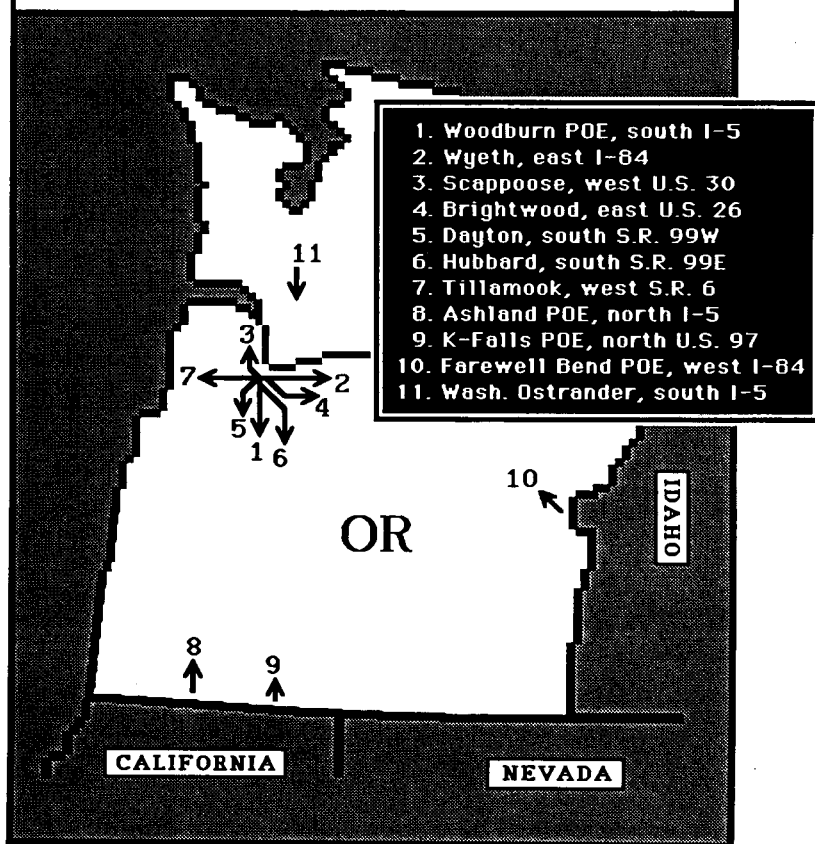 1. Woodburn POE, south I-5
2. Wyeth, east I-84
3. Scappoose, west U.S. 30
4. Brightwood, east U.S. 26
5. Dayton, south S.R. 99W
6. Hubbard, south S.R. 99E
7. Tillamook, west S.R. 6
8. Ashland POE, north I-5
9. K-Falls POE, north U.S. 97
10. Farewell Bend POE, west I-84
11. Wash. Ostrander, south I-5
11
3
7
2
4
5
1
6
10
IDAHO
OR
8
9
CALIFORNIA
NEVADA